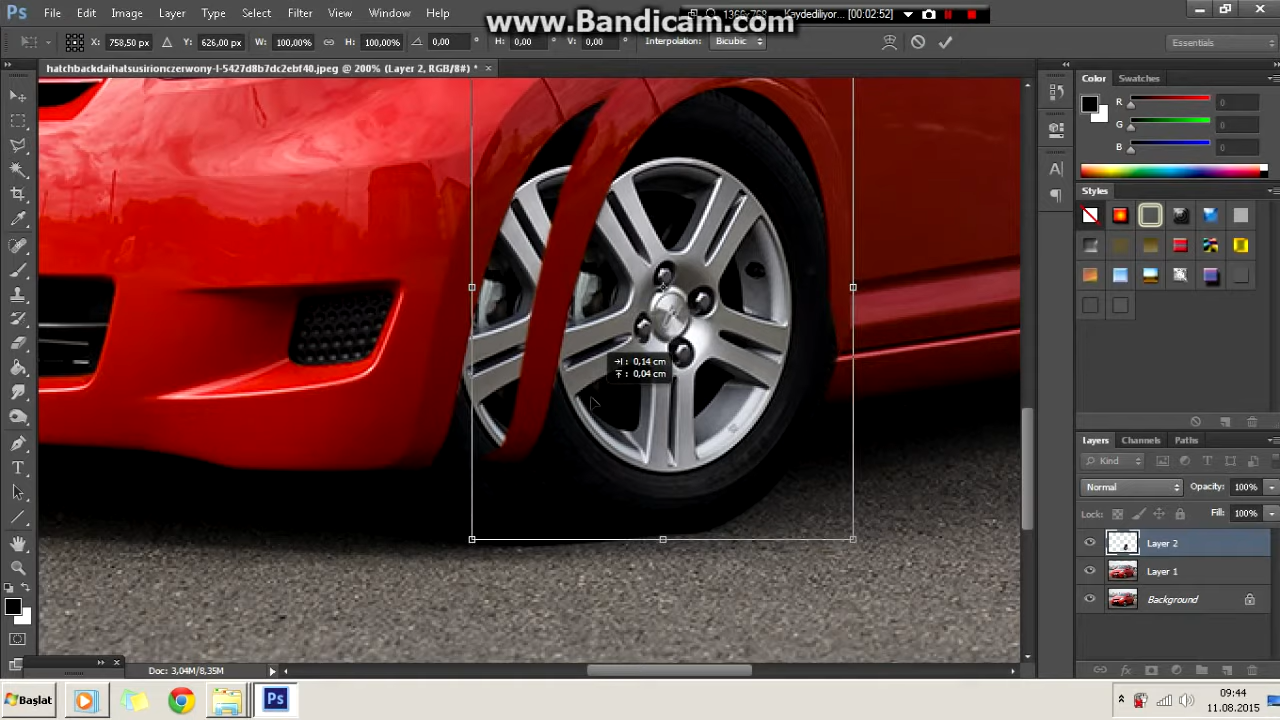 www.Bandicam.com
1366x768 Kaydediliyor... [00:02:52]
Ps File Edit Image Layer Type Select Filter View Window Help
X: 758,50 px Y: 626,00 px W: 100,00% H: 100,00% 0,00 H: 0,00 V: 0,00 Interpolation: Bicubic Essentials
hatchbackdaihatsusirionczerwony-l-5427d8b7dc2ebf40.jpeg @ 200% (Layer 2, RGB/8#) *
Color Swatches
R 0
G 0
B 0
Styles
0,14 cm
0,04 cm
Layers Channels Paths
Kind
Normal Opacity: 100%
Lock: Fill: 100%
Layer 2
Layer 1
Background
Doc: 3,04M/8,35M
Başlat Ps 09:44
11.08.2015